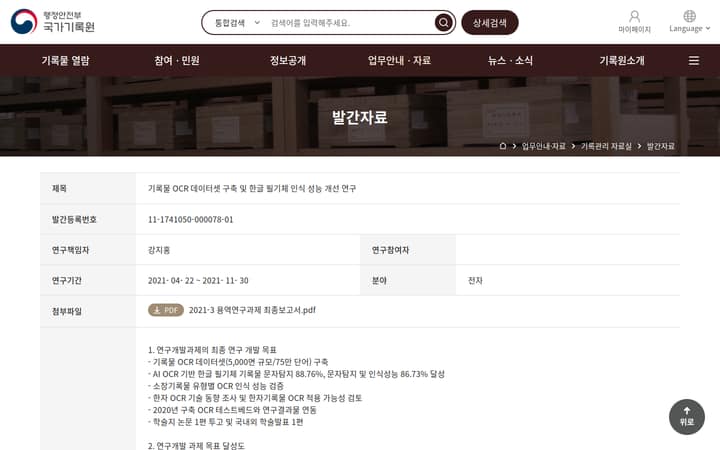 행정안전부
국가기록원
통합검색
검색어를 입력해주세요.
상세검색
마이페이지
Language
기록물 열람
참여 · 민원
정보공개
업무안내 · 자료
뉴스 · 소식
기록원소개
발간자료
업무안내·자료
기록관리 자료실
발간자료
제목
기록물 OCR 데이터셋 구축 및 한글 필기체 인식 성능 개선 연구
발간등록번호
11-1741050-000078-01
연구책임자
강지홍
연구참여자
연구기간
2021- 04- 22 ~ 2021- 11- 30
분야
전자
첨부파일
PDF
2021-3 용역연구과제 최종보고서.pdf
1. 연구개발과제의 최종 연구 개발 목표
- 기록물 OCR 데이터셋(5,000면 규모/75만 단어) 구축
- AI OCR 기반 한글 필기체 기록물 문자탐지 88.76%, 문자탐지 및 인식성능 86.73% 달성
- 소장기록물 유형별 OCR 인식 성능 검증
- 한자 OCR 기술 동향 조사 및 한자기록물 OCR 적용 가능성 검토
- 2020년 구축 OCR 테스트베드와 연구결과물 연동
- 학술지 논문 1편 투고 및 국내외 학술발표 1편
2. 연구개발 과제 목표 달성도
위로